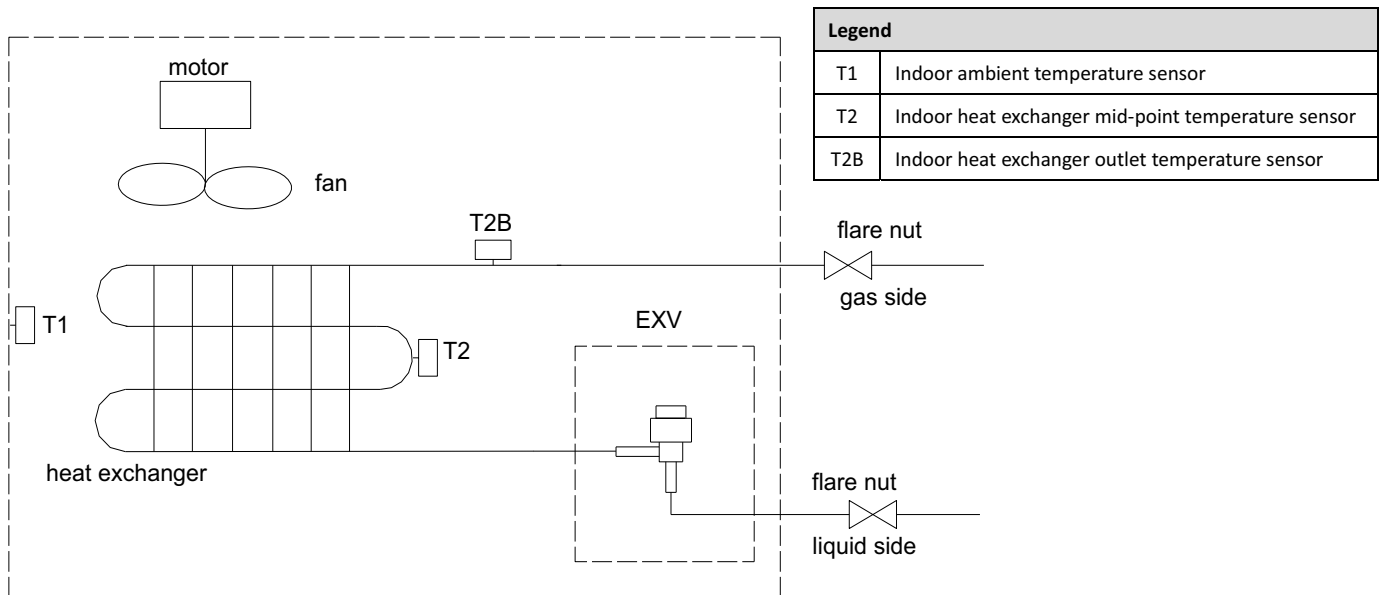 Legend
T1 Indoor ambient temperature sensor
T2 Indoor heat exchanger mid-point temperature sensor
T2B Indoor heat exchanger outlet temperature sensor
motor
fan
T2B
flare nut
gas side
T1
EXV
T2
heat exchanger
flare nut
liquid side